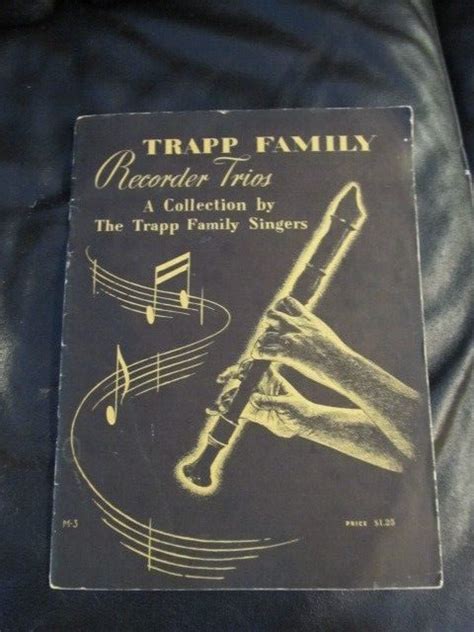 TRAPP FAMILY
Recorder Trios
A Collection by
The Trapp Family Singers
M-3
PRICE $1.25